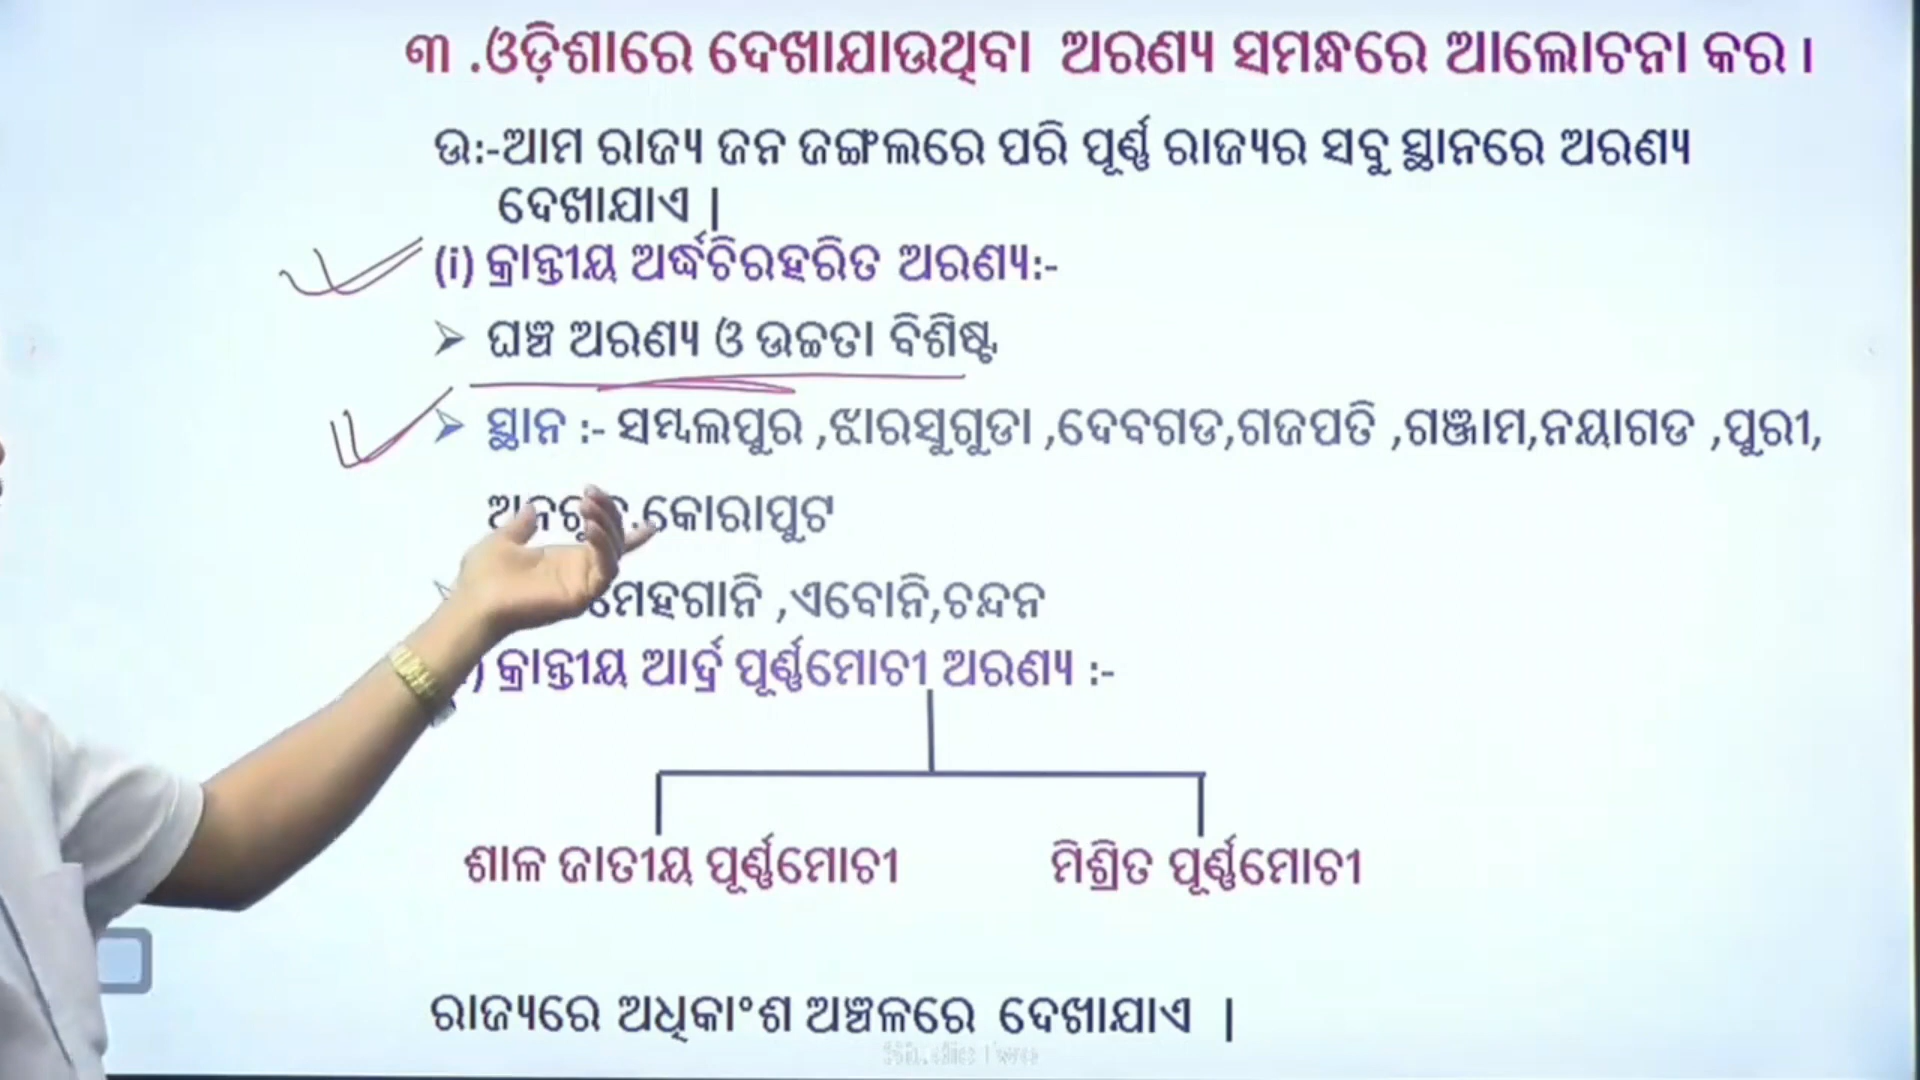 ୩ .ଓଡ଼ିଶାରେ ଦେଖାଯାଉଥିବା ଅରଣ୍ୟ ସମନ୍ଧରେ ଆଲୋଚନା କର ।
ଉ:-ଆମ ରାଜ୍ୟ ଜନ ଜଙ୍ଗଲରେ ପରି ପୂର୍ଣ୍ଣ ରାଜ୍ୟର ସବୁ ସ୍ଥାନରେ ଅରଣ୍ୟ
ଦେଖାଯାଏ |
(i) କ୍ରାନ୍ତୀୟ ଅର୍ଦ୍ଧଚିରହରିତ ଅରଣ୍ୟ:-
ଘଞ୍ଚ ଅରଣ୍ୟ ଓ ଉଚ୍ଚତା ବିଶିଷ୍ଟ
ସ୍ଥାନ :- ସମ୍ବଲପୁର ,ଝାରସୁଗୁଡା ,ଦେବଗଡ,ଗଜପତି ,ଗଞ୍ଜାମ,ନୟାଗଡ ,ପୁରୀ,
କୋରାପୁଟ
ମେହଗାନି ,ଏବୋନି,ଚନ୍ଦନ
) କ୍ରାନ୍ତୀୟ ଆର୍ଦ୍ର ପୂର୍ଣ୍ଣମୋଚୀ ଅରଣ୍ୟ :-
ଶାଳ ଜାତୀୟ ପୂର୍ଣ୍ଣମୋଚୀ ମିଶ୍ରିତ ପୂର୍ଣ୍ଣମୋଚୀ
ରାଜ୍ୟରେ ଅଧିକାଂଶ ଅଞ୍ଚଳରେ ଦେଖାଯାଏ |